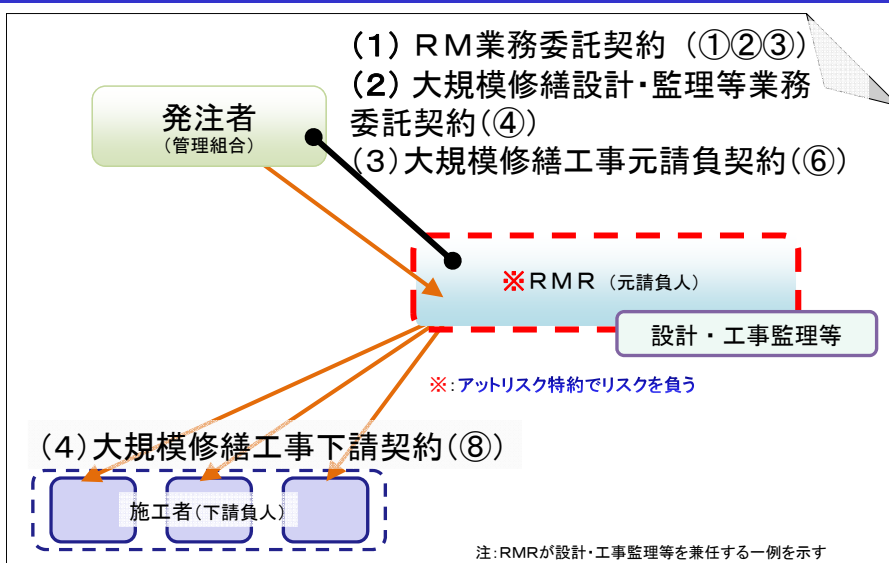 (1) RM業務委託契約 (①②③)
(2) 大規模修繕設計・監理等業務
委託契約(④)
(3)大規模修繕工事元請負契約(⑥)
発注者
(管理組合)
※RMR (元請負人)
設計・工事監理等
※:アットリスク特約でリスクを負う
(4)大規模修繕工事下請契約(⑧)
施工者(下請負人)
注:RMRが設計・工事監理等を兼任する一例を示す